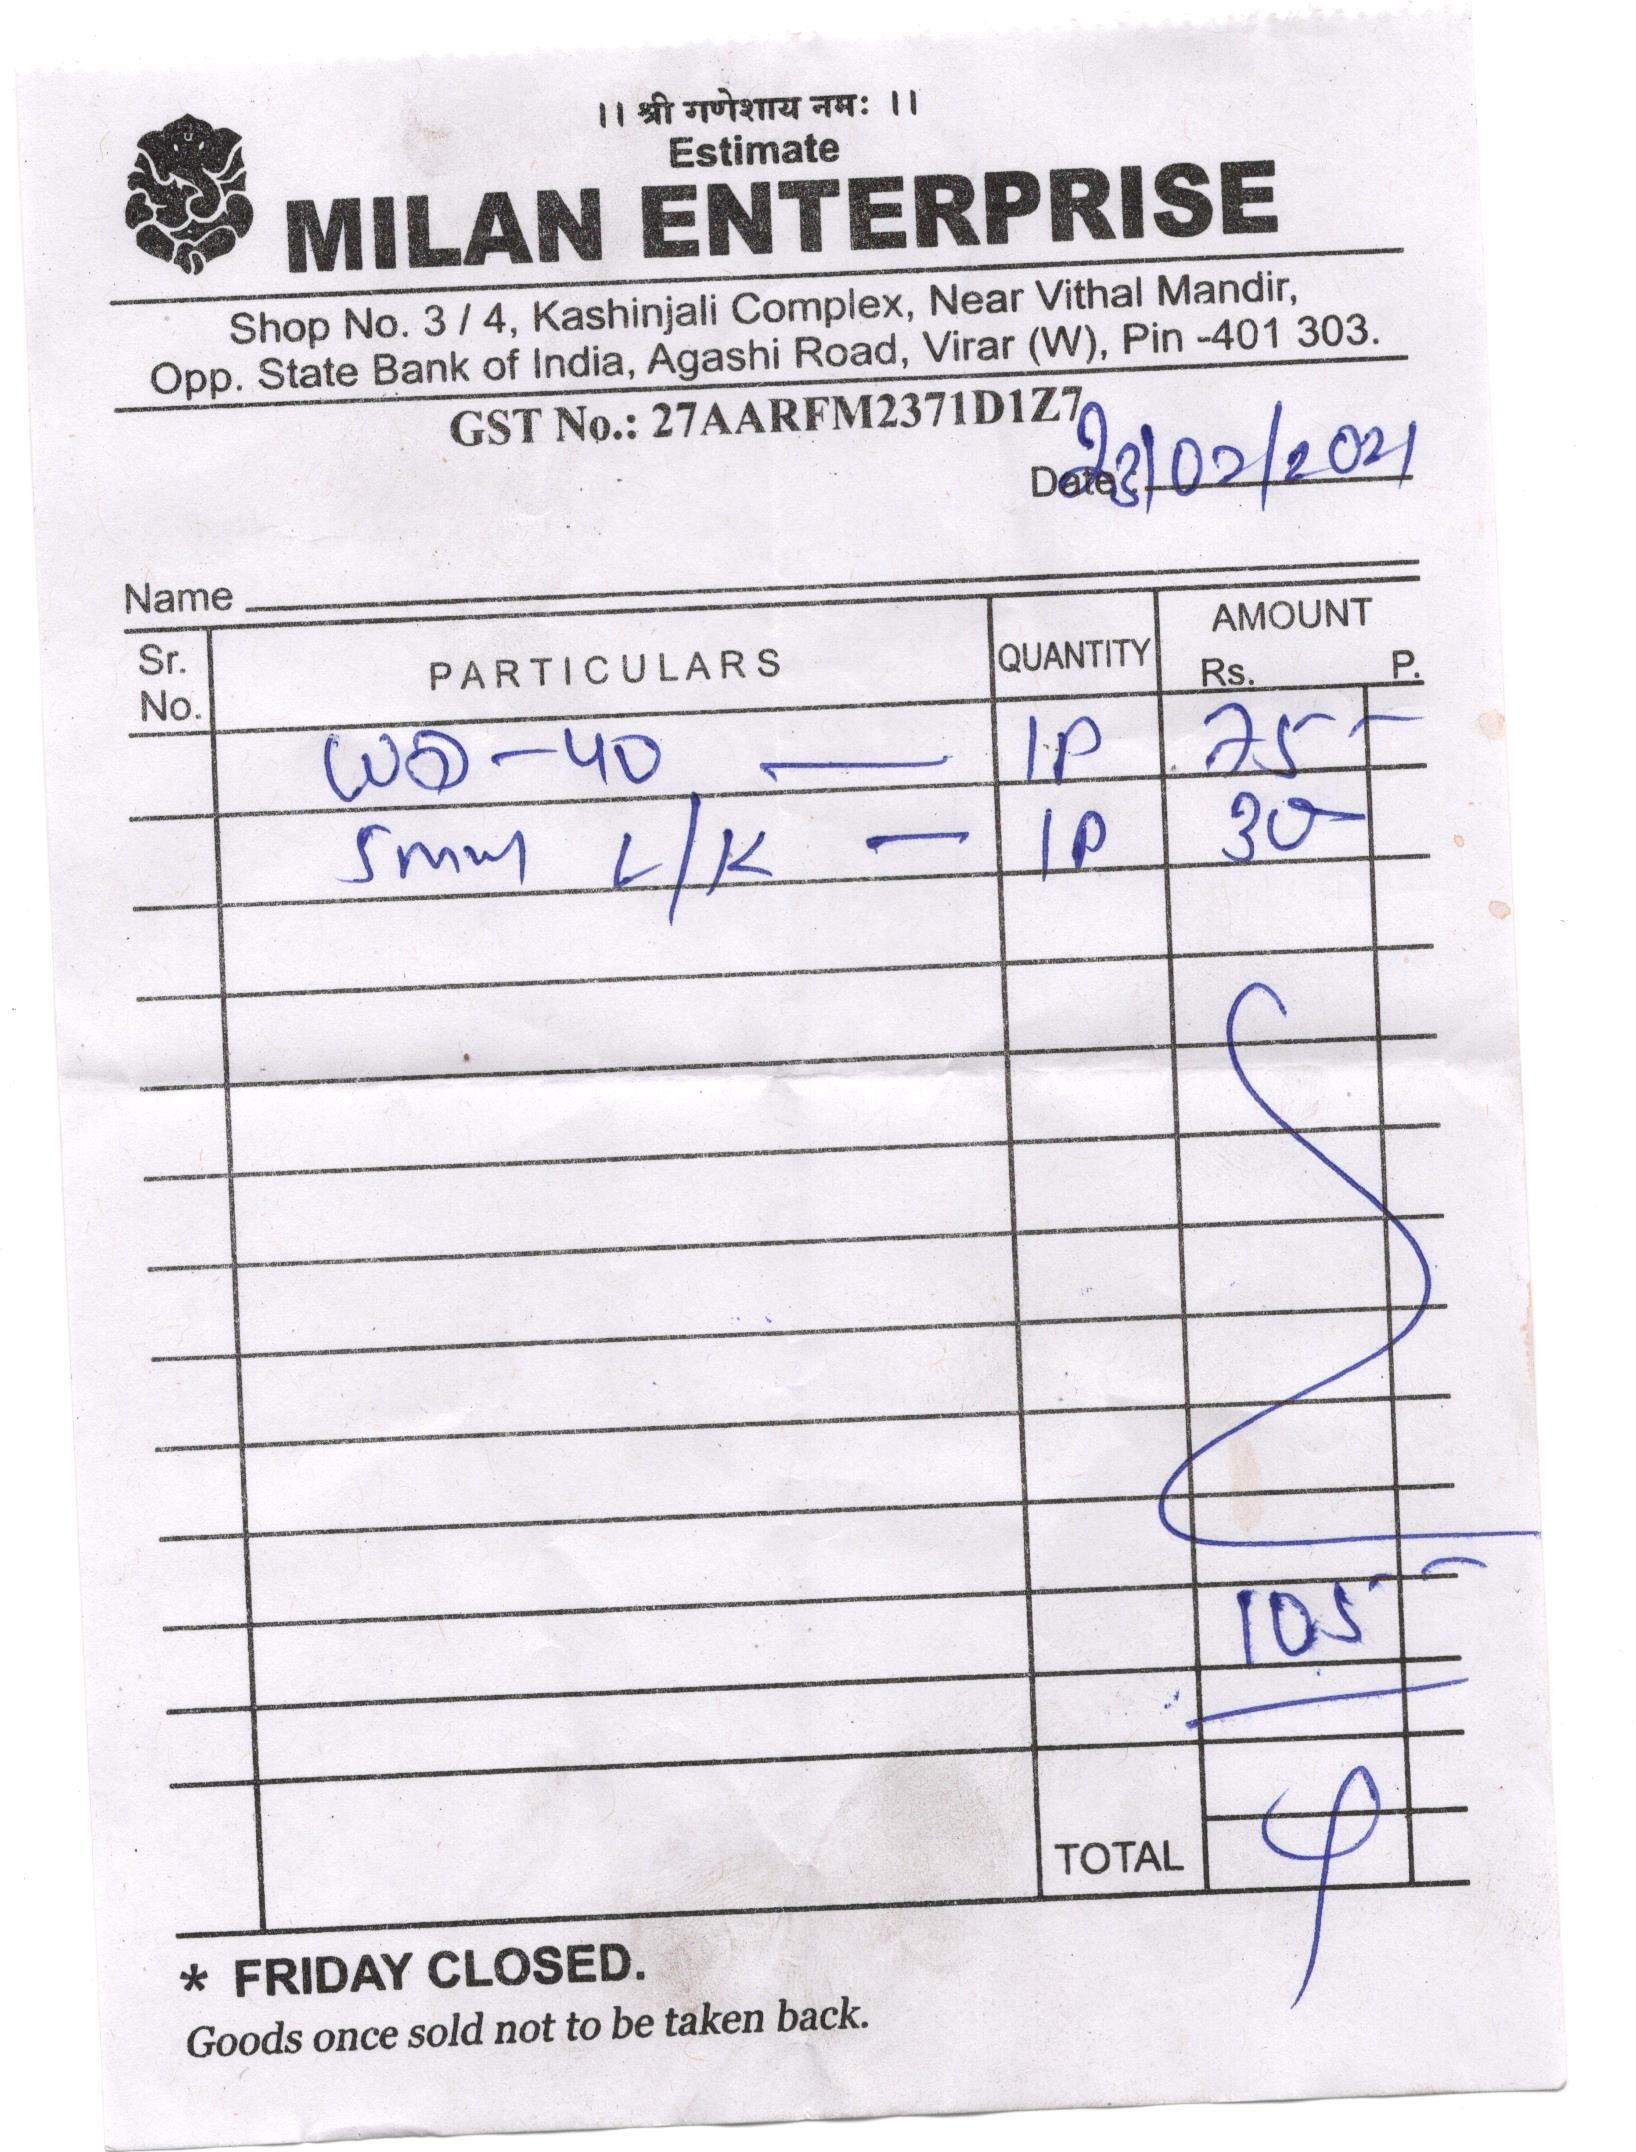 ।। श्री गणेशाय नमः ।।
Estimate
MILAN ENTERPRISE
Shop No. 3 / 4, Kashinjali Complex, Near Vithal Mandir,
Opp. State Bank of India, Agashi Road, Virar (W), Pin -401 303.
GST No.: 27AARFM2371D1Z7
Date : 23/02/2021
Name
Sr. No. PARTICULARS QUANTITY AMOUNT Rs. P.
WD-40 — 1P 75 -
5mm L/K — 1P 30
105 -
TOTAL
* FRIDAY CLOSED.
Goods once sold not to be taken back.